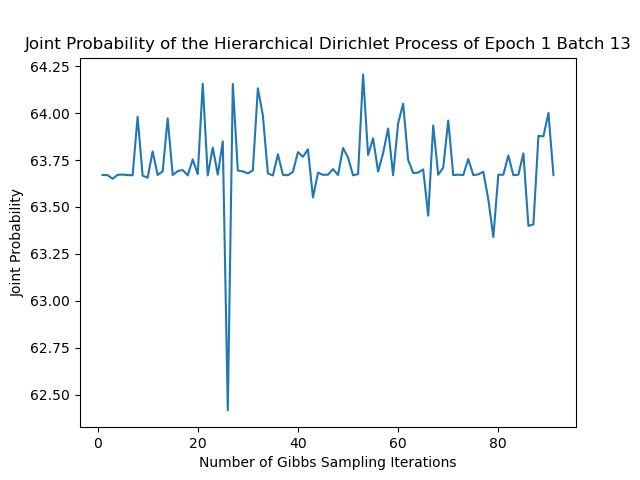 Joint Probability of the Hierarchical Dirichlet Process of Epoch 1 Batch 13
64.25
64.00
63.75
63.50
63.25
63.00
62.75
62.50
Joint Probability
0 20 40 60 80
Number of Gibbs Sampling Iterations